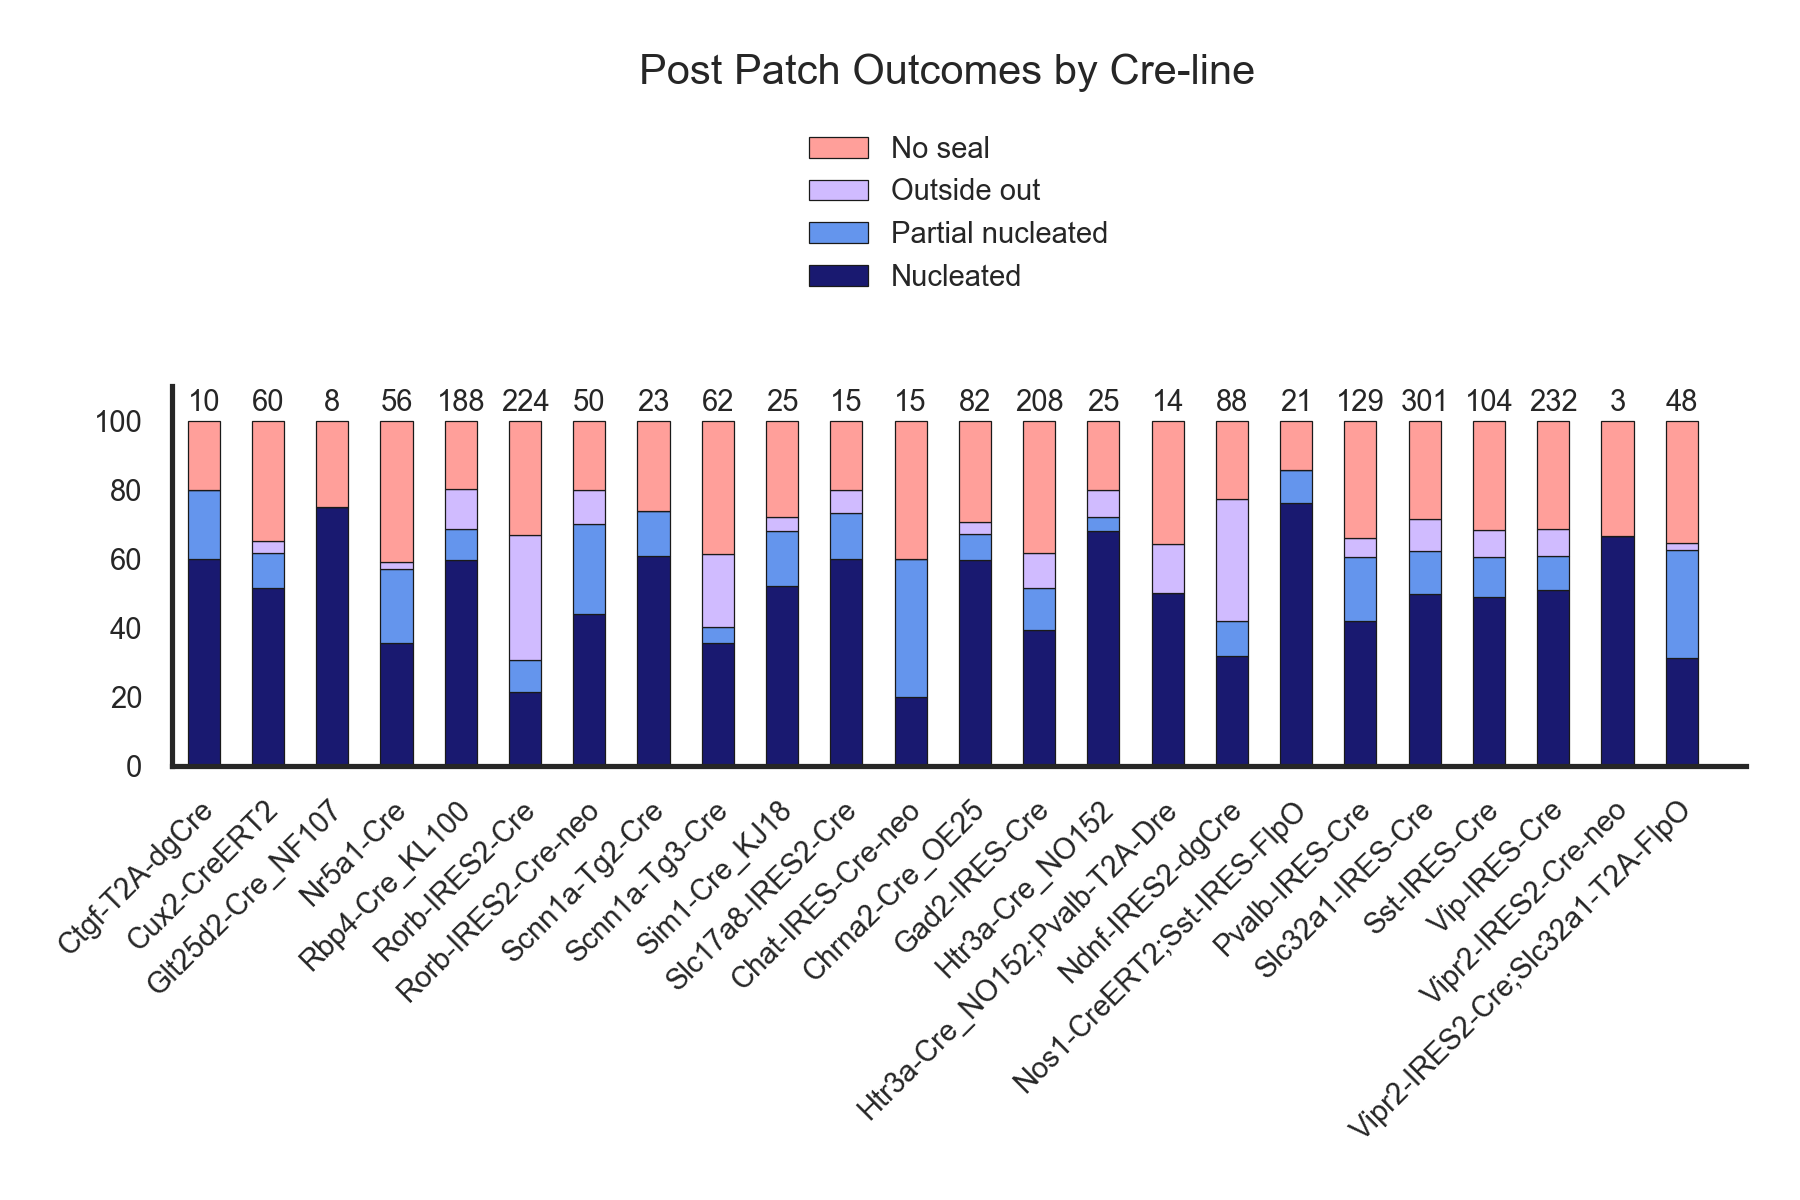 Post Patch Outcomes by Cre-line
No seal
Outside out
Partial nucleated
Nucleated
10 60 8 56 188 224 50 23 62 25 15 15 82 208 25 14 88 21 129 301 104 232 3 48
100
80
60
40
20
0
Ctgf-T2A-dgCre
Cux2-CreERT2
Glt25d2-Cre_NF107
Nr5a1-Cre
Rbp4-Cre_KL100
Rorb-IRES2-Cre
Rorb-IRES2-Cre-neo
Scnn1a-Tg2-Cre
Scnn1a-Tg3-Cre
Sim1-Cre_KJ18
Slc17a8-IRES2-Cre
Chat-IRES-Cre-neo
Chrna2-Cre_OE25
Gad2-IRES-Cre
Htr3a-Cre_NO152
Htr3a-Cre_NO152;Pvalb-T2A-Dre
Ndnf-IRES2-dgCre
Nos1-CreERT2;Sst-IRES-FlpO
Pvalb-IRES-Cre
Slc32a1-IRES-Cre
Sst-IRES-Cre
Vip-IRES-Cre
Vipr2-IRES2-Cre-neo
Vipr2-IRES2-Cre;Slc32a1-T2A-FlpO